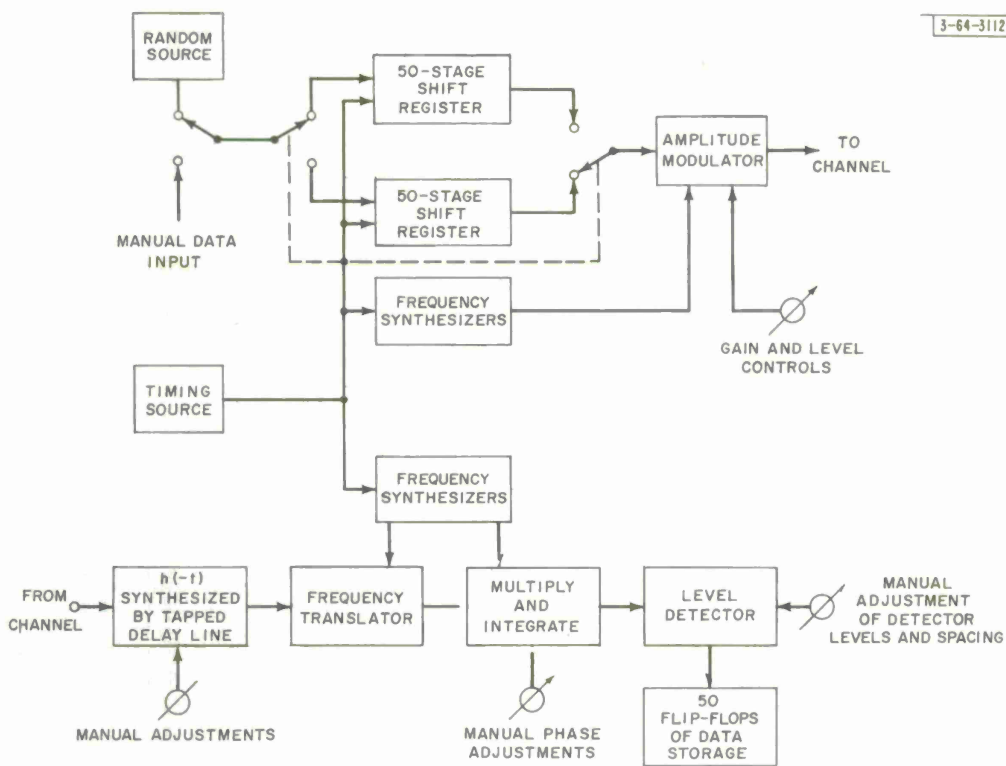 3-64-3112
RANDOM
SOURCE
50-STAGE
SHIFT
REGISTER
AMPLITUDE
MODULATOR
TO
CHANNEL
50-STAGE
SHIFT
REGISTER
MANUAL DATA
INPUT
FREQUENCY
SYNTHESIZERS
GAIN AND LEVEL
CONTROLS
TIMING
SOURCE
FREQUENCY
SYNTHESIZERS
FROM
CHANNEL
h(-t)
SYNTHESIZED
BY TAPPED
DELAY LINE
FREQUENCY
TRANSLATOR
MULTIPLY
AND
INTEGRATE
LEVEL
DETECTOR
MANUAL
ADJUSTMENT
OF DETECTOR
LEVELS AND SPACING
MANUAL ADJUSTMENTS
MANUAL PHASE
ADJUSTMENTS
50
FLIP-FLOPS
OF DATA
STORAGE